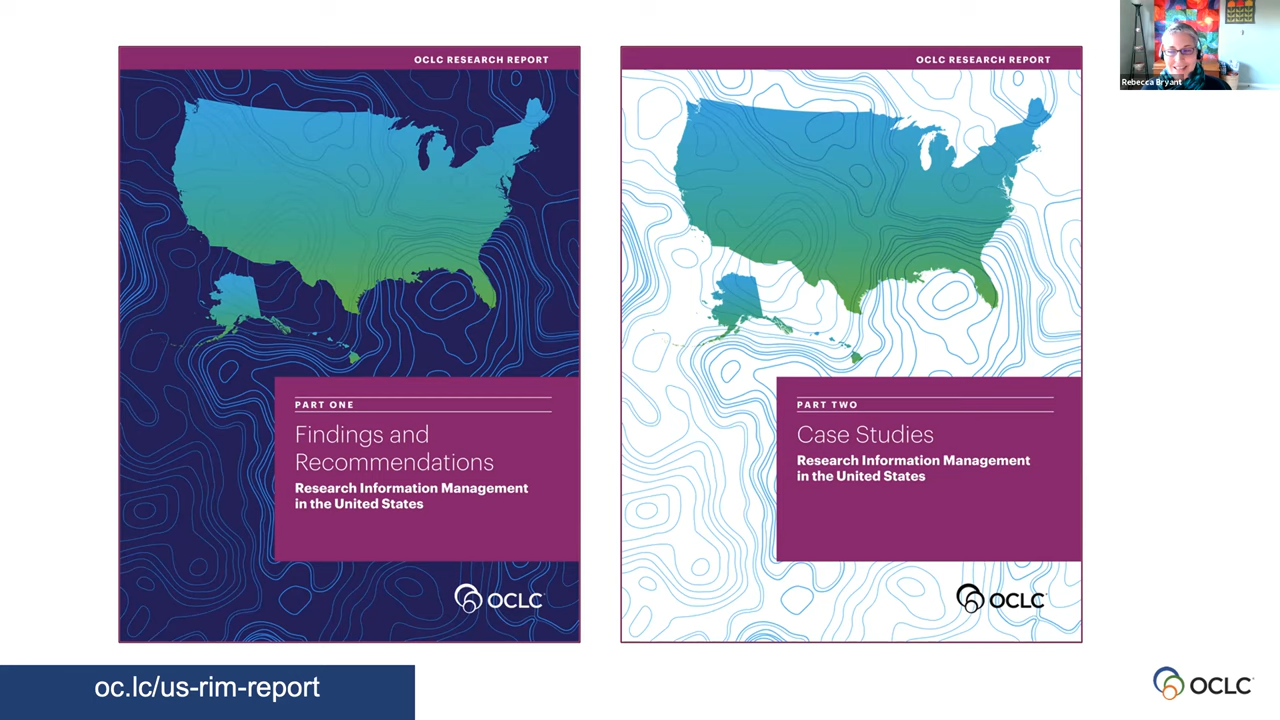 OCLC RESEARCH REPORT
PART ONE
Findings and
Recommendations
Research Information Management
in the United States
OCLC
OCLC RESEARCH REPORT
PART TWO
Case Studies
Research Information Management
in the United States
OCLC
Rebecca Bryant
oc.lc/us-rim-report
OCLC